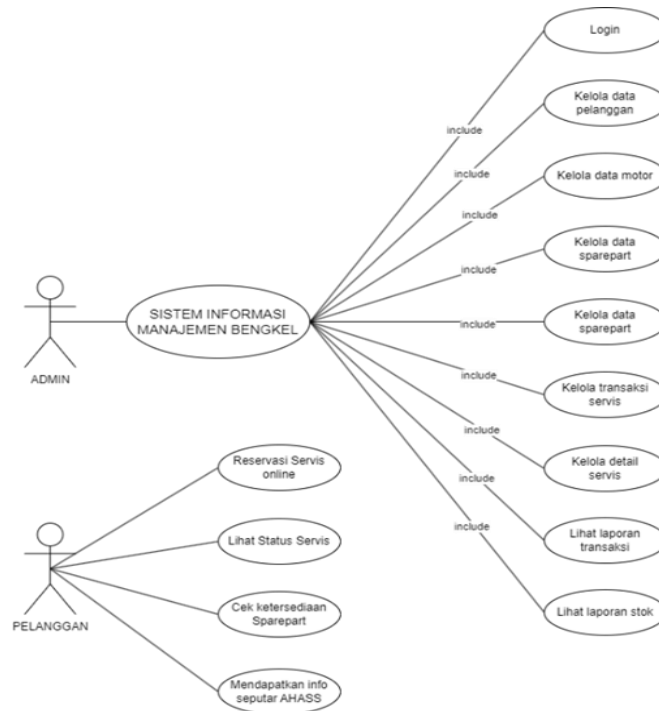 Login
Kelola data
pelanggan
include
include
Kelola data motor
include
Kelola data
sparepart
include
SISTEM INFORMASI
MANAJEMEN BENGKEL
include
Kelola data
sparepart
ADMIN
include
Kelola transaksi
servis
include
Kelola detail
servis
Reservasi Servis
online
include
Lihat laporan
transaksi
include
Lihat Status Servis
PELANGGAN
Cek ketersediaan
Sparepart
Lihat laporan stok
Mendapatkan info
seputar AHASS